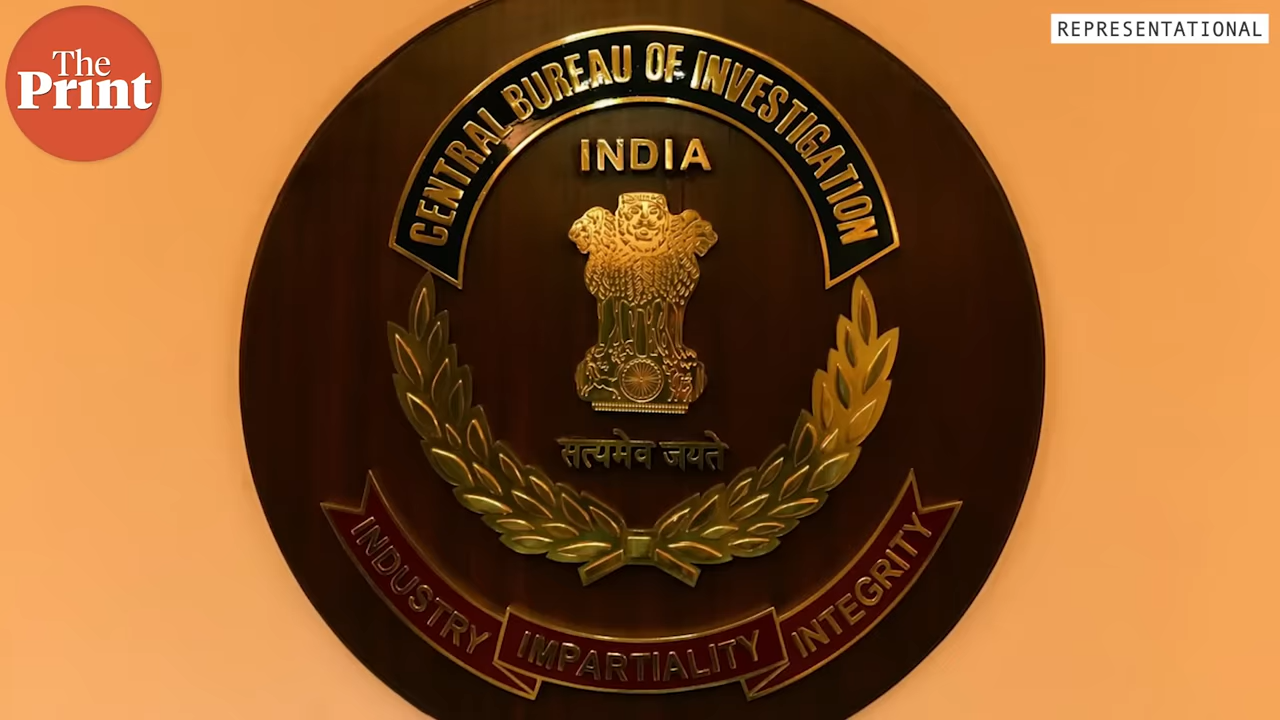 The
Print
REPRESENTATIONAL
CENTRAL BUREAU OF INVESTIGATION
INDIA
सत्यमेव जयते
INDUSTRY
IMPARTIALITY
INTEGRITY